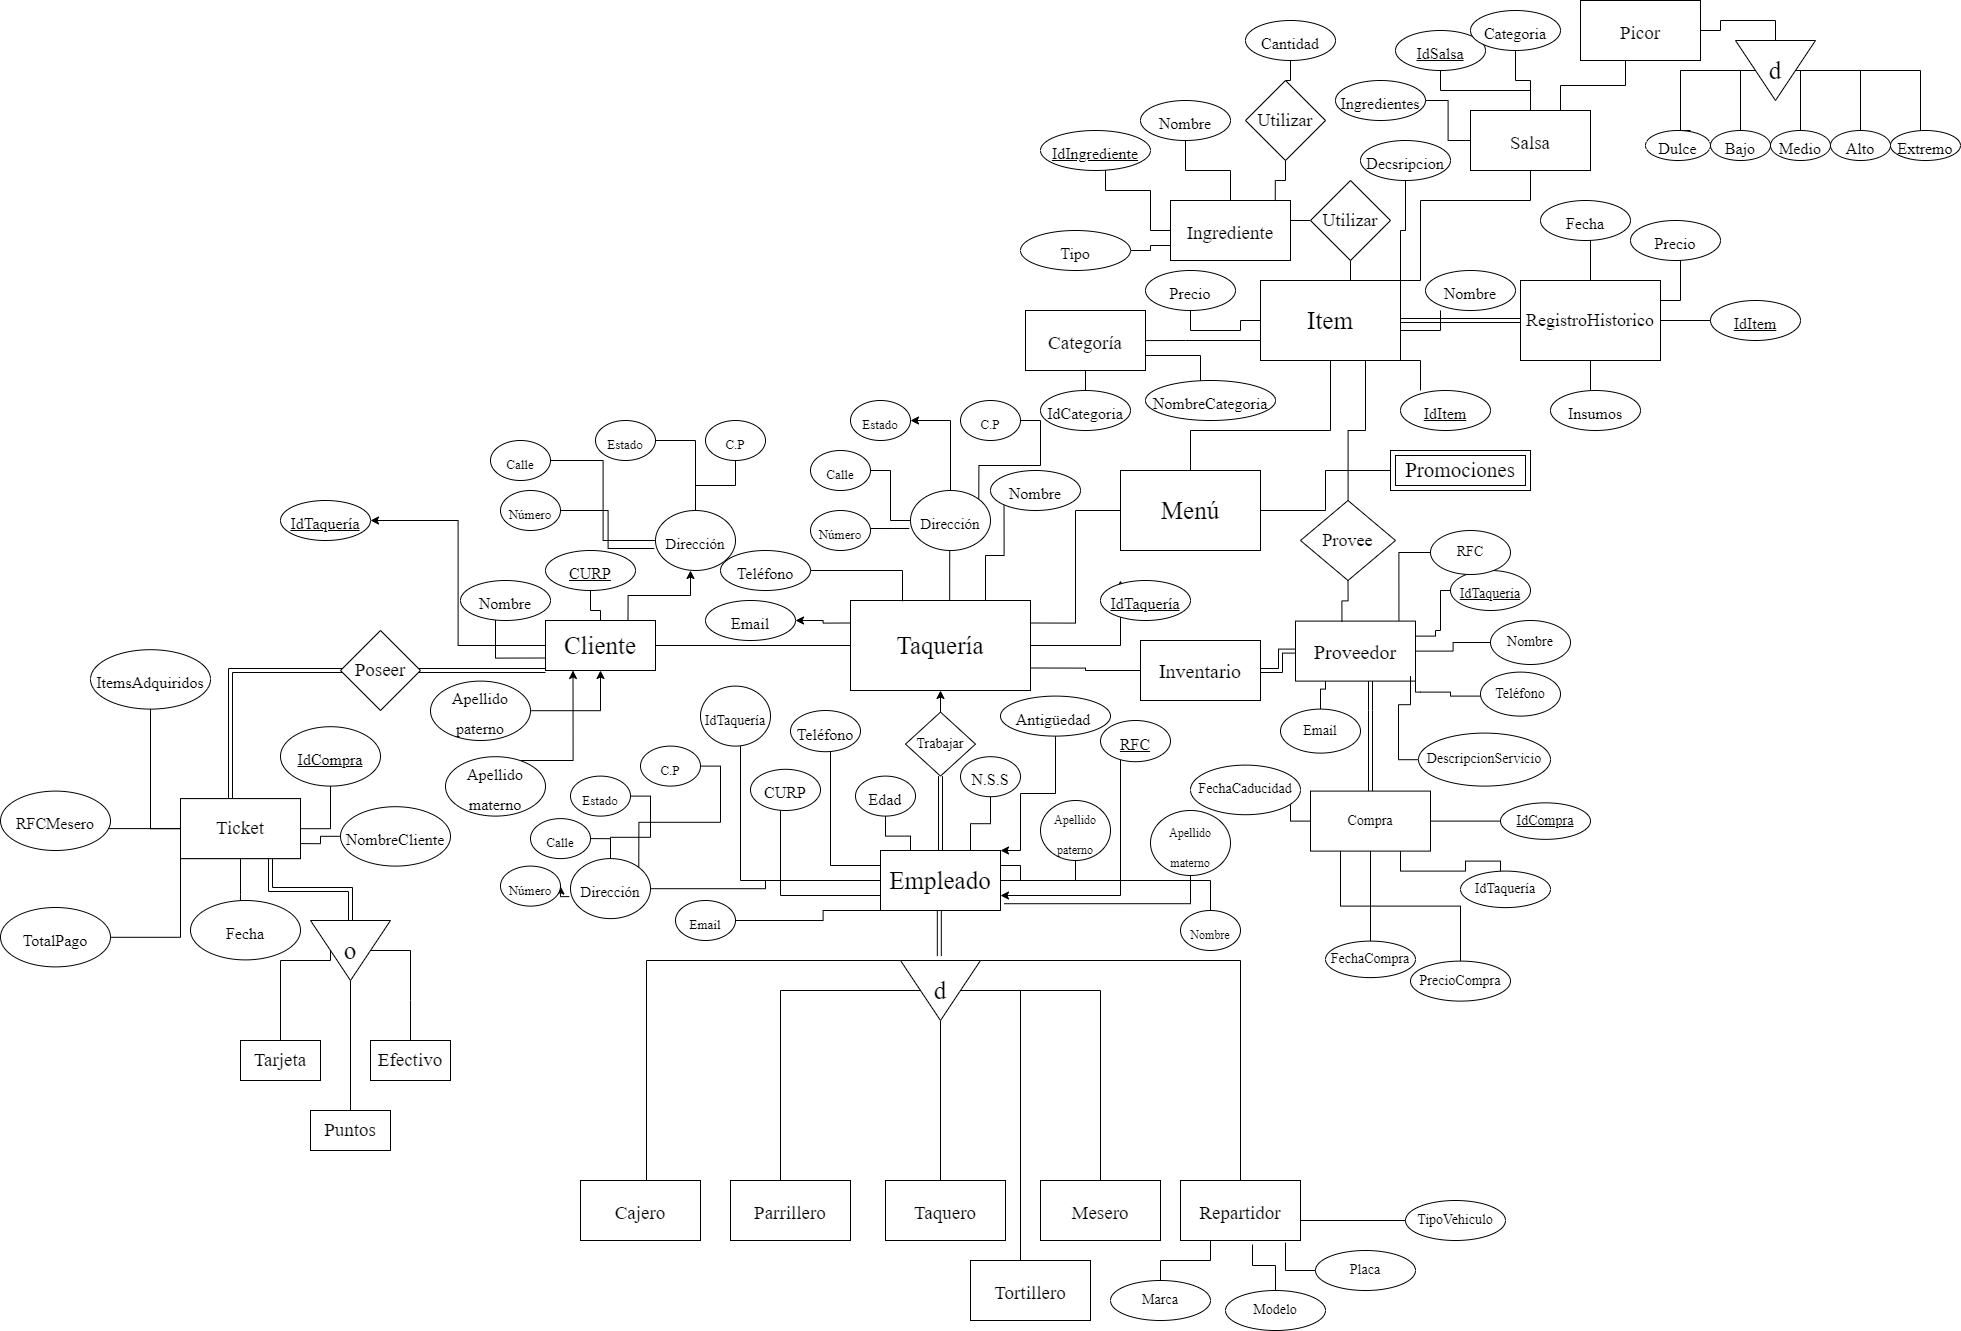 Picor
Cantidad
Categoria
IdSalsa
d
Ingredientes
Utilizar
Nombre
Salsa
Dulce
Bajo
Medio
Alto
Extremo
IdIngrediente
Decsripcion
Ingrediente
Utilizar
Fecha
Precio
Tipo
Precio
Item
Nombre
RegistroHistorico
IdItem
Categoría
IdCategoria
NombreCategoria
IdItem
Insumos
Estado
C.P
Estado
C.P
Calle
Calle
Promociones
Número
Nombre
Menú
IdTaquería
Dirección
Número
Dirección
Provee
RFC
CURP
Teléfono
IdTaqueria
Nombre
Email
IdTaquería
Cliente
Taquería
Nombre
Proveedor
Inventario
Poseer
ItemsAdquiridos
Teléfono
Apellido
paterno
IdTaquería
Antigüedad
Email
Teléfono
Trabajar
RFC
IdCompra
DescripcionServicio
C.P
Apellido
materno
N.S.S
CURP
FechaCaducidad
Estado
Edad
RFCMesero
Ticket
NombreCliente
Apellido
paterno
Compra
IdCompra
Calle
Apellido
materno
Empleado
Número
Dirección
IdTaquería
Email
Nombre
TotalPago
Fecha
o
FechaCompra
PrecioCompra
d
Tarjeta
Efectivo
Puntos
Cajero
Parrillero
Taquero
Mesero
Repartidor
TipoVehiculo
Placa
Tortillero
Marca
Modelo